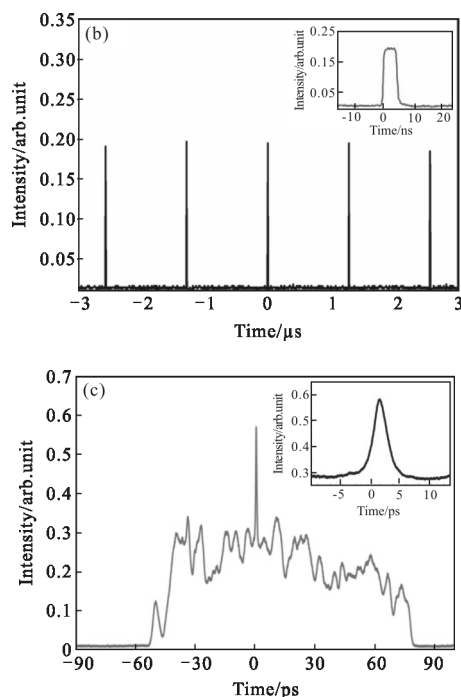 (b)
Intensity/arb.unit
0.35
0.30
0.25
0.20
0.15
0.10
0.05
−3 −2 −1 0 1 2 3
Time/μs
Intensity/arb.unit
0.25
0.15
0.05
-10 0 10 20
Time/ns
(c)
Intensity/arb.unit
0.7
0.6
0.5
0.4
0.3
0.2
0.1
0
−90 −60 −30 0 30 60 90
Time/ps
Intensity/arb.unit
0.6
0.5
0.4
0.3
-5 0 5 10
Time/ps